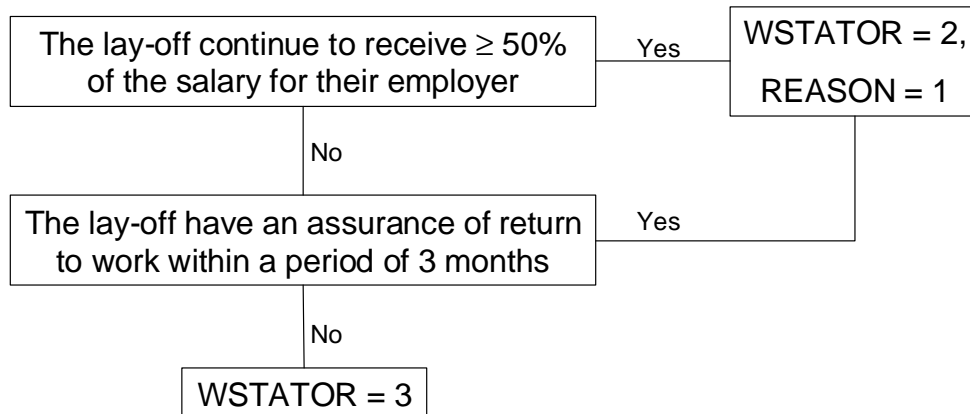 The lay-off continue to receive ≥ 50%
of the salary for their employer
Yes
WSTATOR = 2,
REASON = 1
No
The lay-off have an assurance of return
to work within a period of 3 months
Yes
No
WSTATOR = 3